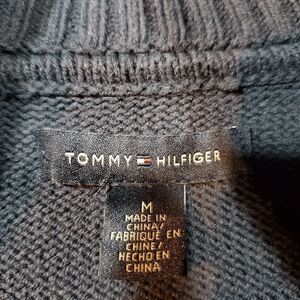 TOMMY HILFIGER
M
MADE IN
CHINA/
FABRIQUÉ EN
CHINE/
HECHO EN
CHINA